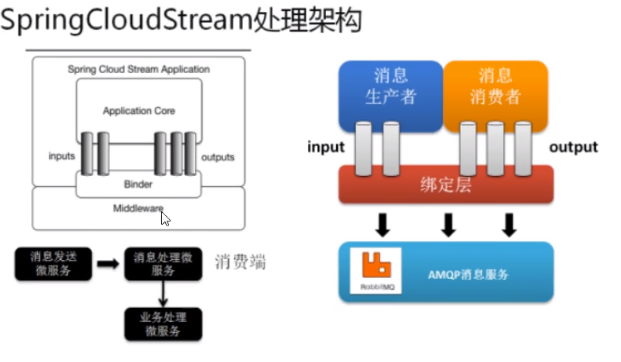 SpringCloudStream处理架构
Spring Cloud Stream Application
Application Core
inputs
outputs
Binder
Middleware
消息发送
微服务
消息处理微
服务
消费端
业务处理
微服务
消息
生产者
消息
消费者
input
output
绑定层
RabbitMQ
AMQP消息服务